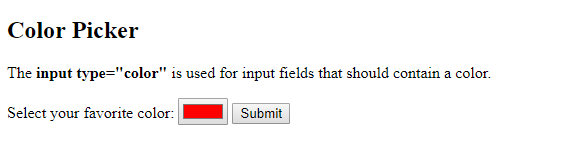 Color Picker
The input type="color" is used for input fields that should contain a color.
Select your favorite color: Submit